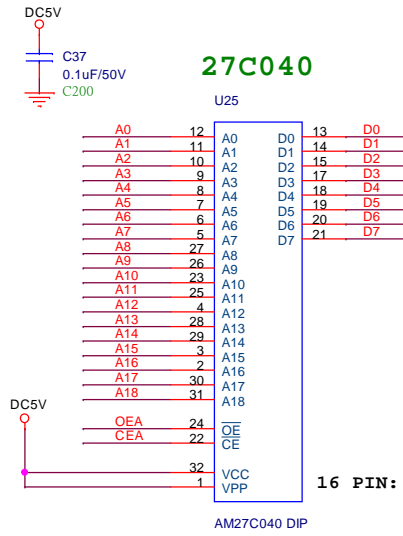 DC5V
C37
0.1uF/50V
C200
27C040
U25
A0 12 A0 D0 13 D0
A1 11 A1 D1 14 D1
A2 10 A2 D2 15 D2
A3 9 A3 D3 17 D3
A4 8 A4 D4 18 D4
A5 7 A5 D5 19 D5
A6 6 A6 D6 20 D6
A7 5 A7 D7 21 D7
A8 27 A8
A9 26 A9
A10 23 A10
A11 25 A11
A12 4 A12
A13 28 A13
A14 29 A14
A15 3 A15
A16 2 A16
A17 30 A17
A18 31 A18
DC5V
OEA 24 OE
CEA 22 CE
32 VCC
1 VPP
16 PIN:
AM27C040 DIP